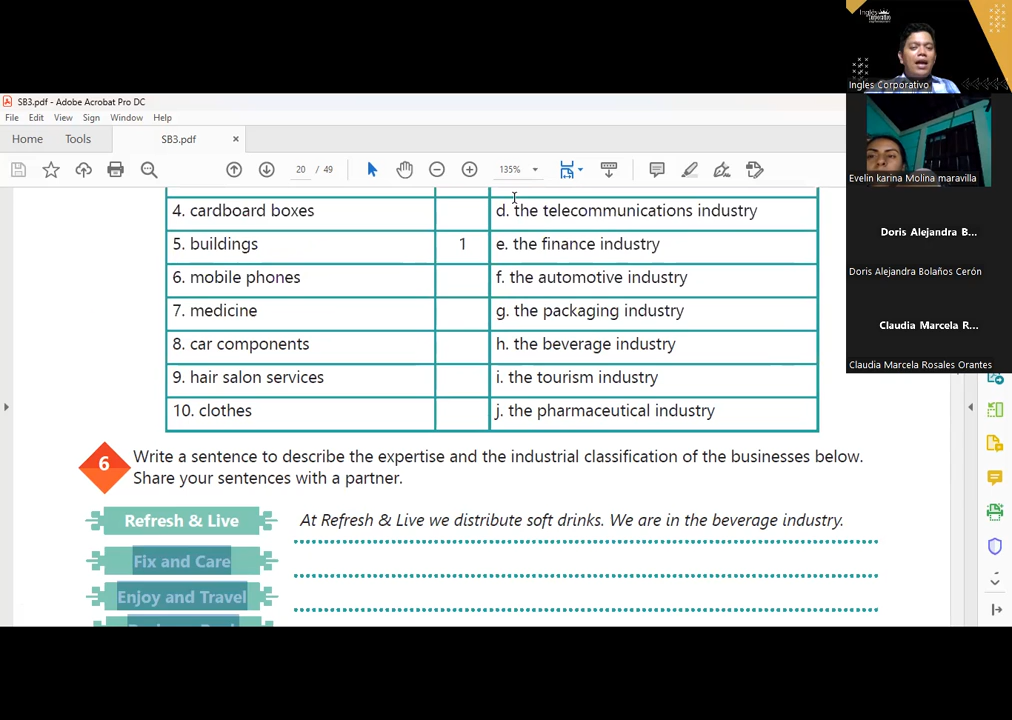 SB3.pdf - Adobe Acrobat Pro DC
File Edit View Sign Window Help
Home Tools SB3.pdf ×
20 / 49 135%
4. cardboard boxes d. the telecommunications industry
5. buildings 1 e. the finance industry
6. mobile phones f. the automotive industry
7. medicine g. the packaging industry
8. car components h. the beverage industry
9. hair salon services i. the tourism industry
10. clothes j. the pharmaceutical industry
6 Write a sentence to describe the expertise and the industrial classification of the businesses below.
Share your sentences with a partner.
Refresh & Live At Refresh & Live we distribute soft drinks. We are in the beverage industry.
Fix and Care
Enjoy and Travel
Inglés
Ingles Corporativo
Evelin karina Molina maravilla
Doris Alejandra B...
Doris Alejandra Bolaños Cerón
Claudia Marcela R...
Claudia Marcela Rosales Orantes